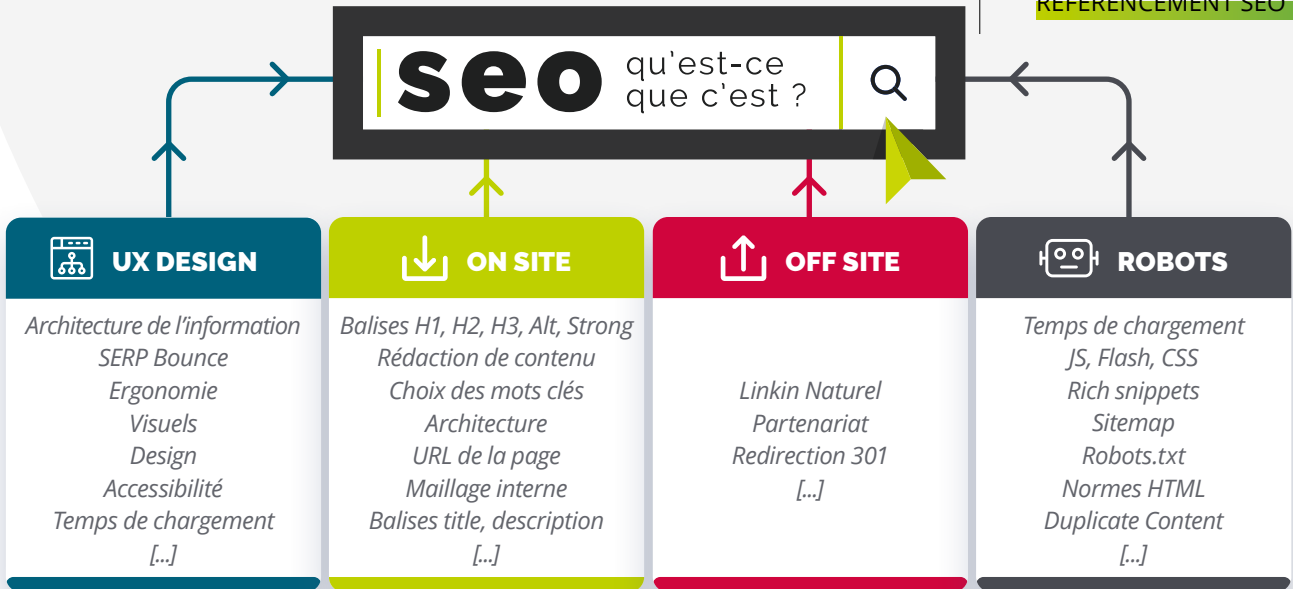 RÉFÉRENCEMENT SEO
seo qu'est-ce
que c'est ?
UX DESIGN
Architecture de l'information
SERP Bounce
Ergonomie
Visuels
Design
Accessibilité
Temps de chargement
[...]
ON SITE
Balises H1, H2, H3, Alt, Strong
Rédaction de contenu
Choix des mots clés
Architecture
URL de la page
Maillage interne
Balises title, description
[...]
OFF SITE
Linkin Naturel
Partenariat
Redirection 301
[...]
ROBOTS
Temps de chargement
JS, Flash, CSS
Rich snippets
Sitemap
Robots.txt
Normes HTML
Duplicate Content
[...]